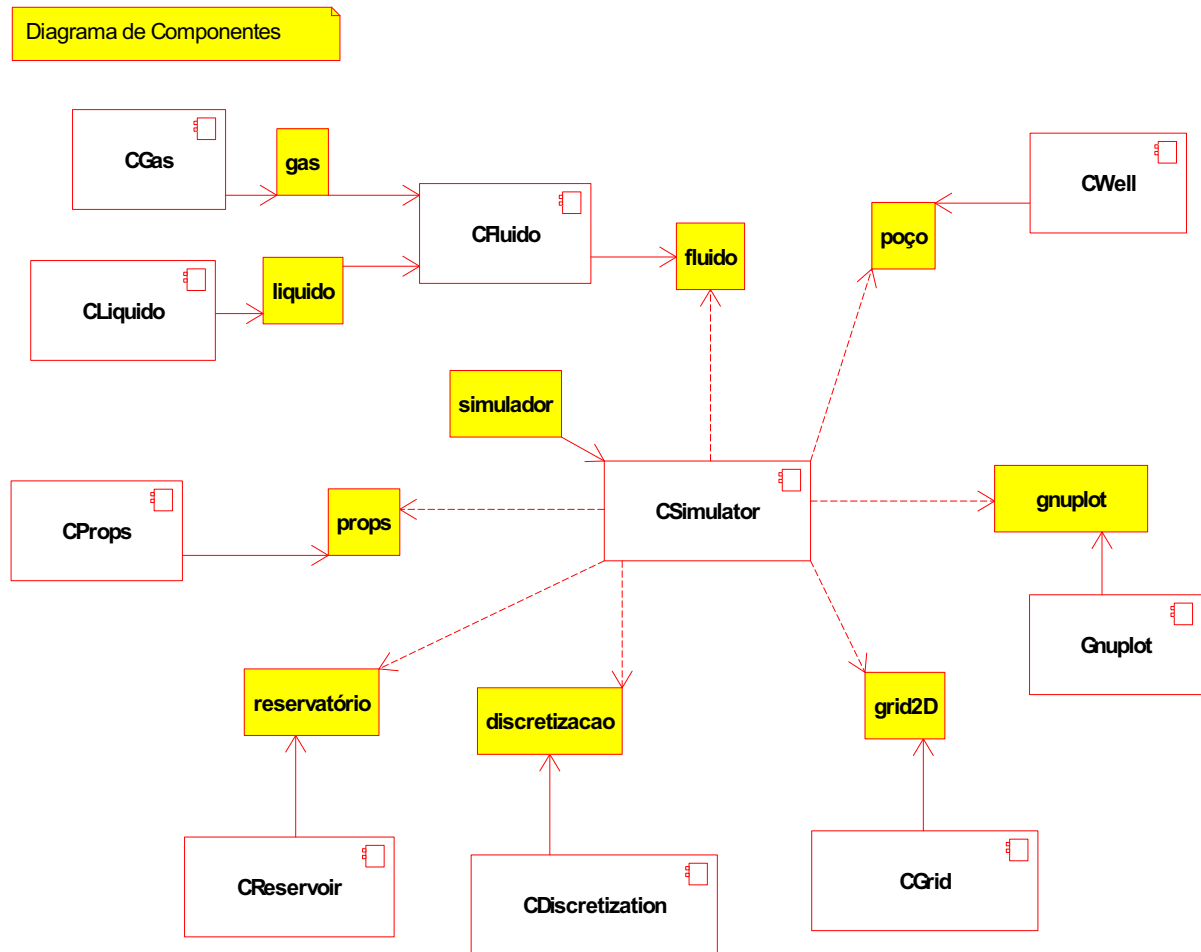 Diagrama de Componentes
CGas
gas
CWell
CFluido
poço
fluido
CLiquido
liquido
simulador
CProps
props
CSimulator
gnuplot
Gnuplot
reservatório
discretizacao
grid2D
CReservoir
CDiscretization
CGrid